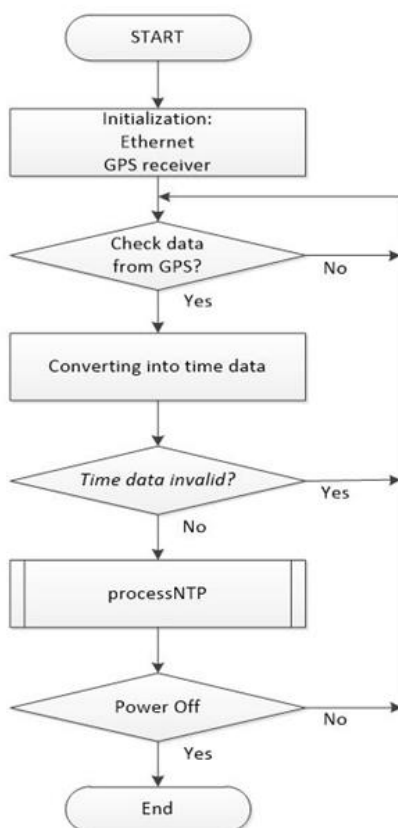 START
Initialization:
Ethernet
GPS receiver
Check data
from GPS?
No
Yes
Converting into time data
Time data invalid?
Yes
No
processNTP
Power Off
No
Yes
End